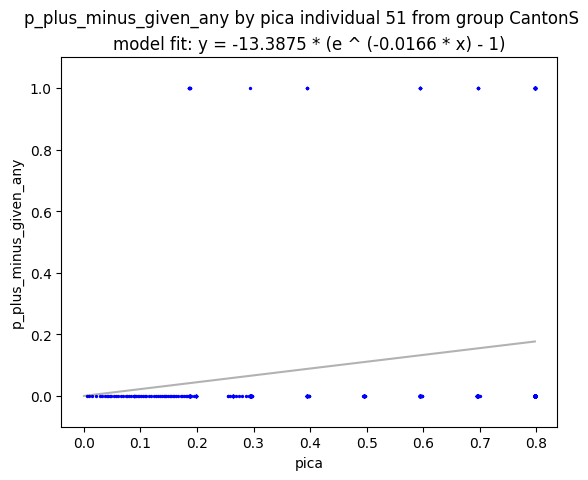 p_plus_minus_given_any by pica individual 51 from group CantonS
model fit: y = -13.3875 * (e ^ (-0.0166 * x) - 1)
1.0
0.8
0.6
0.4
0.2
0.0
p_plus_minus_given_any
0.0 0.1 0.2 0.3 0.4 0.5 0.6 0.7 0.8
pica